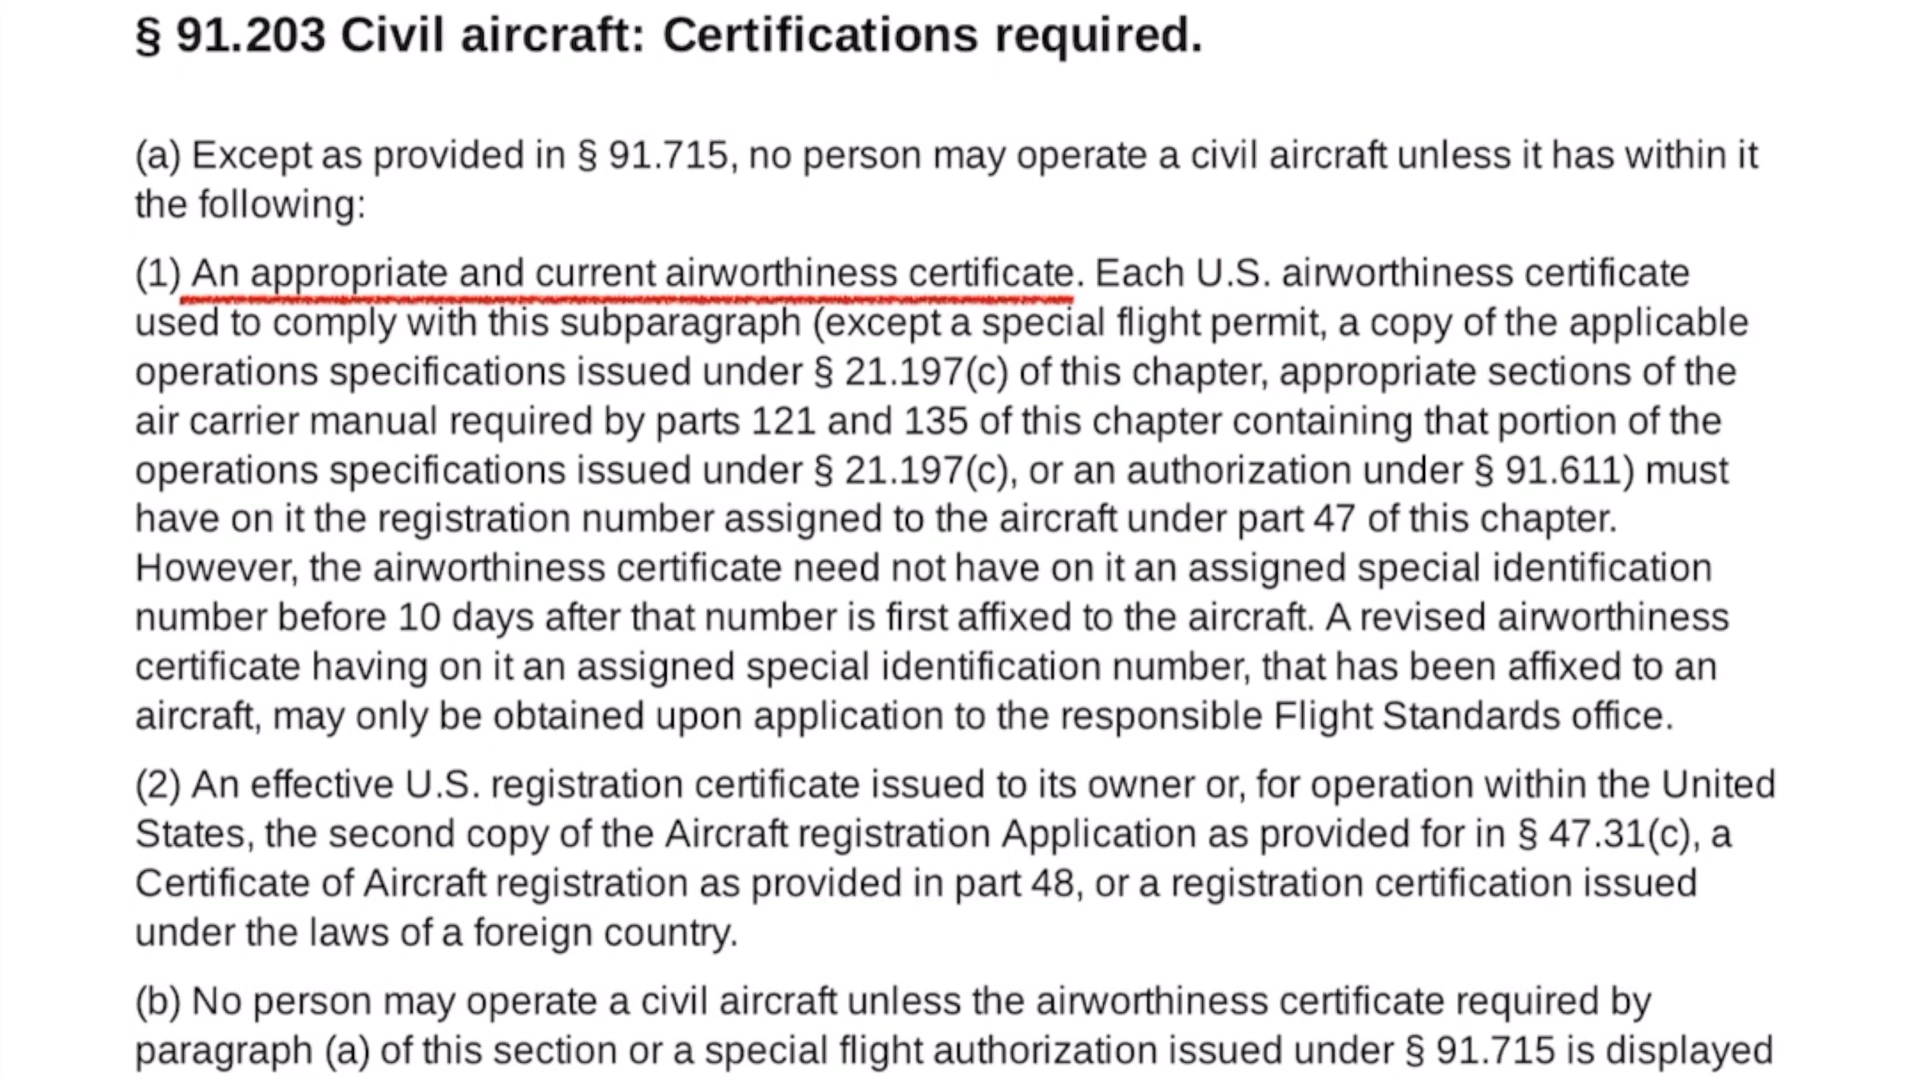 § 91.203 Civil aircraft: Certifications required.
(a) Except as provided in § 91.715, no person may operate a civil aircraft unless it has within it
the following:
(1) An appropriate and current airworthiness certificate. Each U.S. airworthiness certificate
used to comply with this subparagraph (except a special flight permit, a copy of the applicable
operations specifications issued under § 21.197(c) of this chapter, appropriate sections of the
air carrier manual required by parts 121 and 135 of this chapter containing that portion of the
operations specifications issued under § 21.197(c), or an authorization under § 91.611) must
have on it the registration number assigned to the aircraft under part 47 of this chapter.
However, the airworthiness certificate need not have on it an assigned special identification
number before 10 days after that number is first affixed to the aircraft. A revised airworthiness
certificate having on it an assigned special identification number, that has been affixed to an
aircraft, may only be obtained upon application to the responsible Flight Standards office.
(2) An effective U.S. registration certificate issued to its owner or, for operation within the United
States, the second copy of the Aircraft registration Application as provided for in § 47.31(c), a
Certificate of Aircraft registration as provided in part 48, or a registration certification issued
under the laws of a foreign country.
(b) No person may operate a civil aircraft unless the airworthiness certificate required by
paragraph (a) of this section or a special flight authorization issued under § 91.715 is displayed